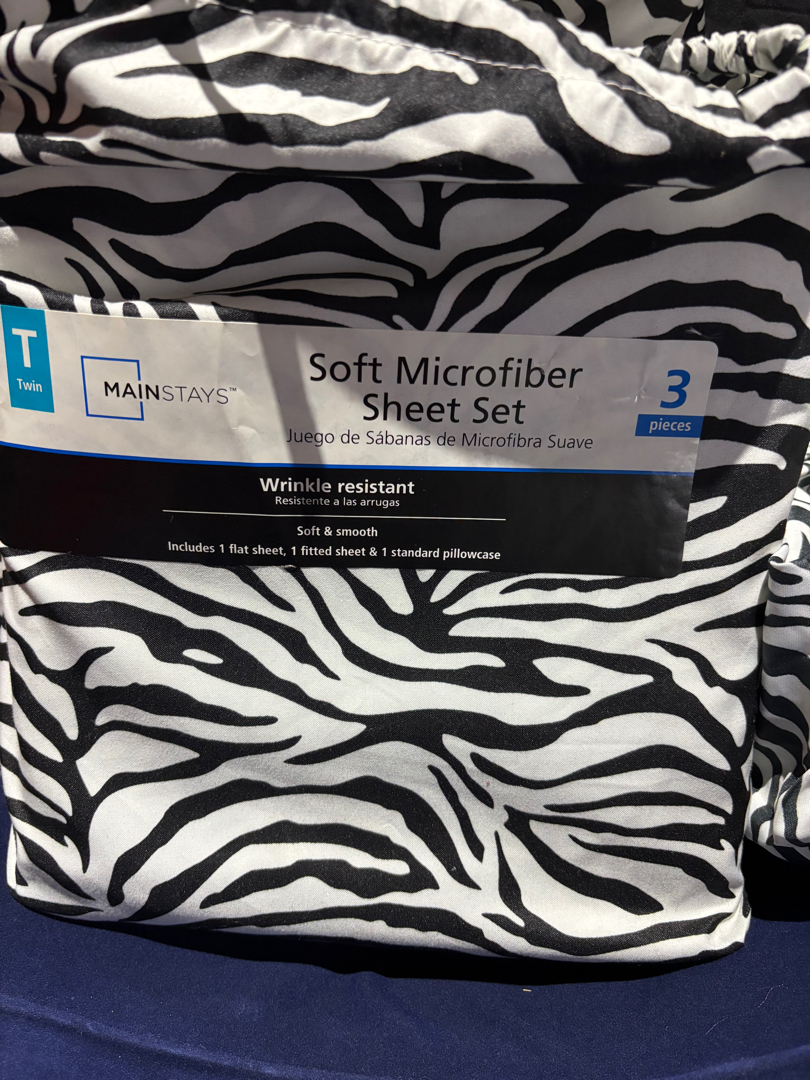 T
Twin
MAINSTAYS™
Soft Microfiber
Sheet Set
Juego de Sábanas de Microfibra Suave
3
pieces
Wrinkle resistant
Resistente a las arrugas
Soft & smooth
Includes 1 flat sheet, 1 fitted sheet & 1 standard pillowcase